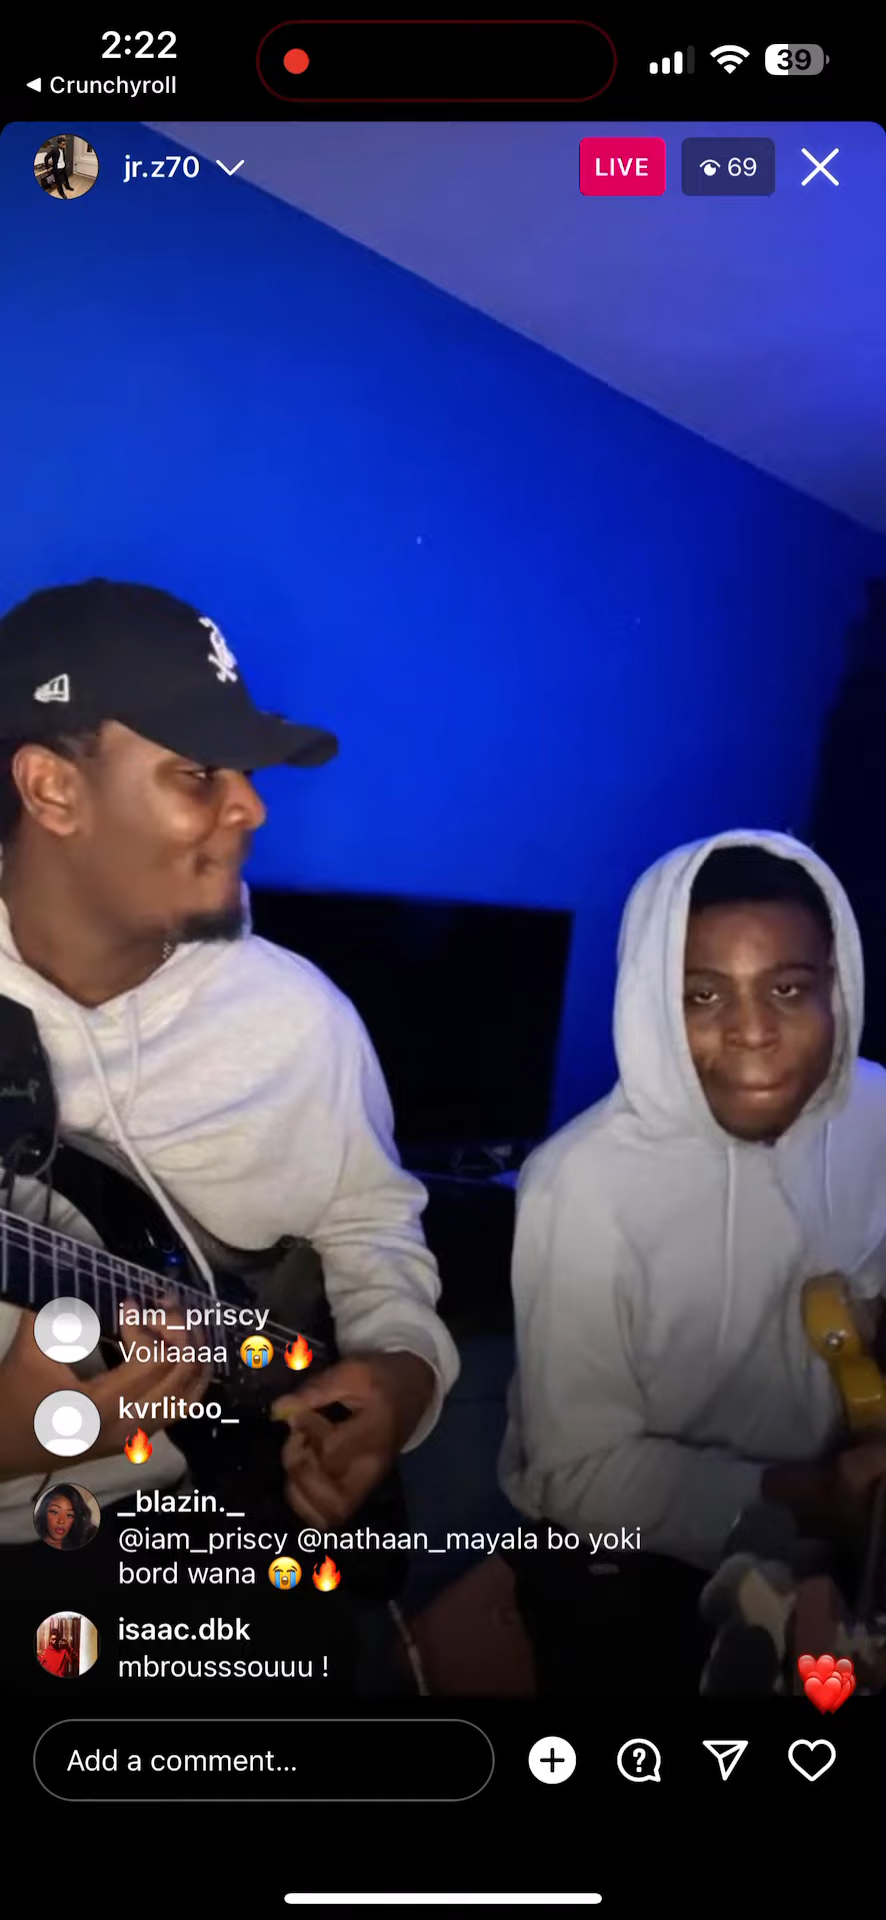 2:22
39
◄ Crunchyroll
jr.z70
LIVE
69
iam_priscy
Voilaaaa 😭🔥
kvrlitoo_
🔥
_blazin._
@iam_priscy @nathaan_mayala bo yoki
bord wana 😭🔥
isaac.dbk
mbrousssouuu !
Add a comment...